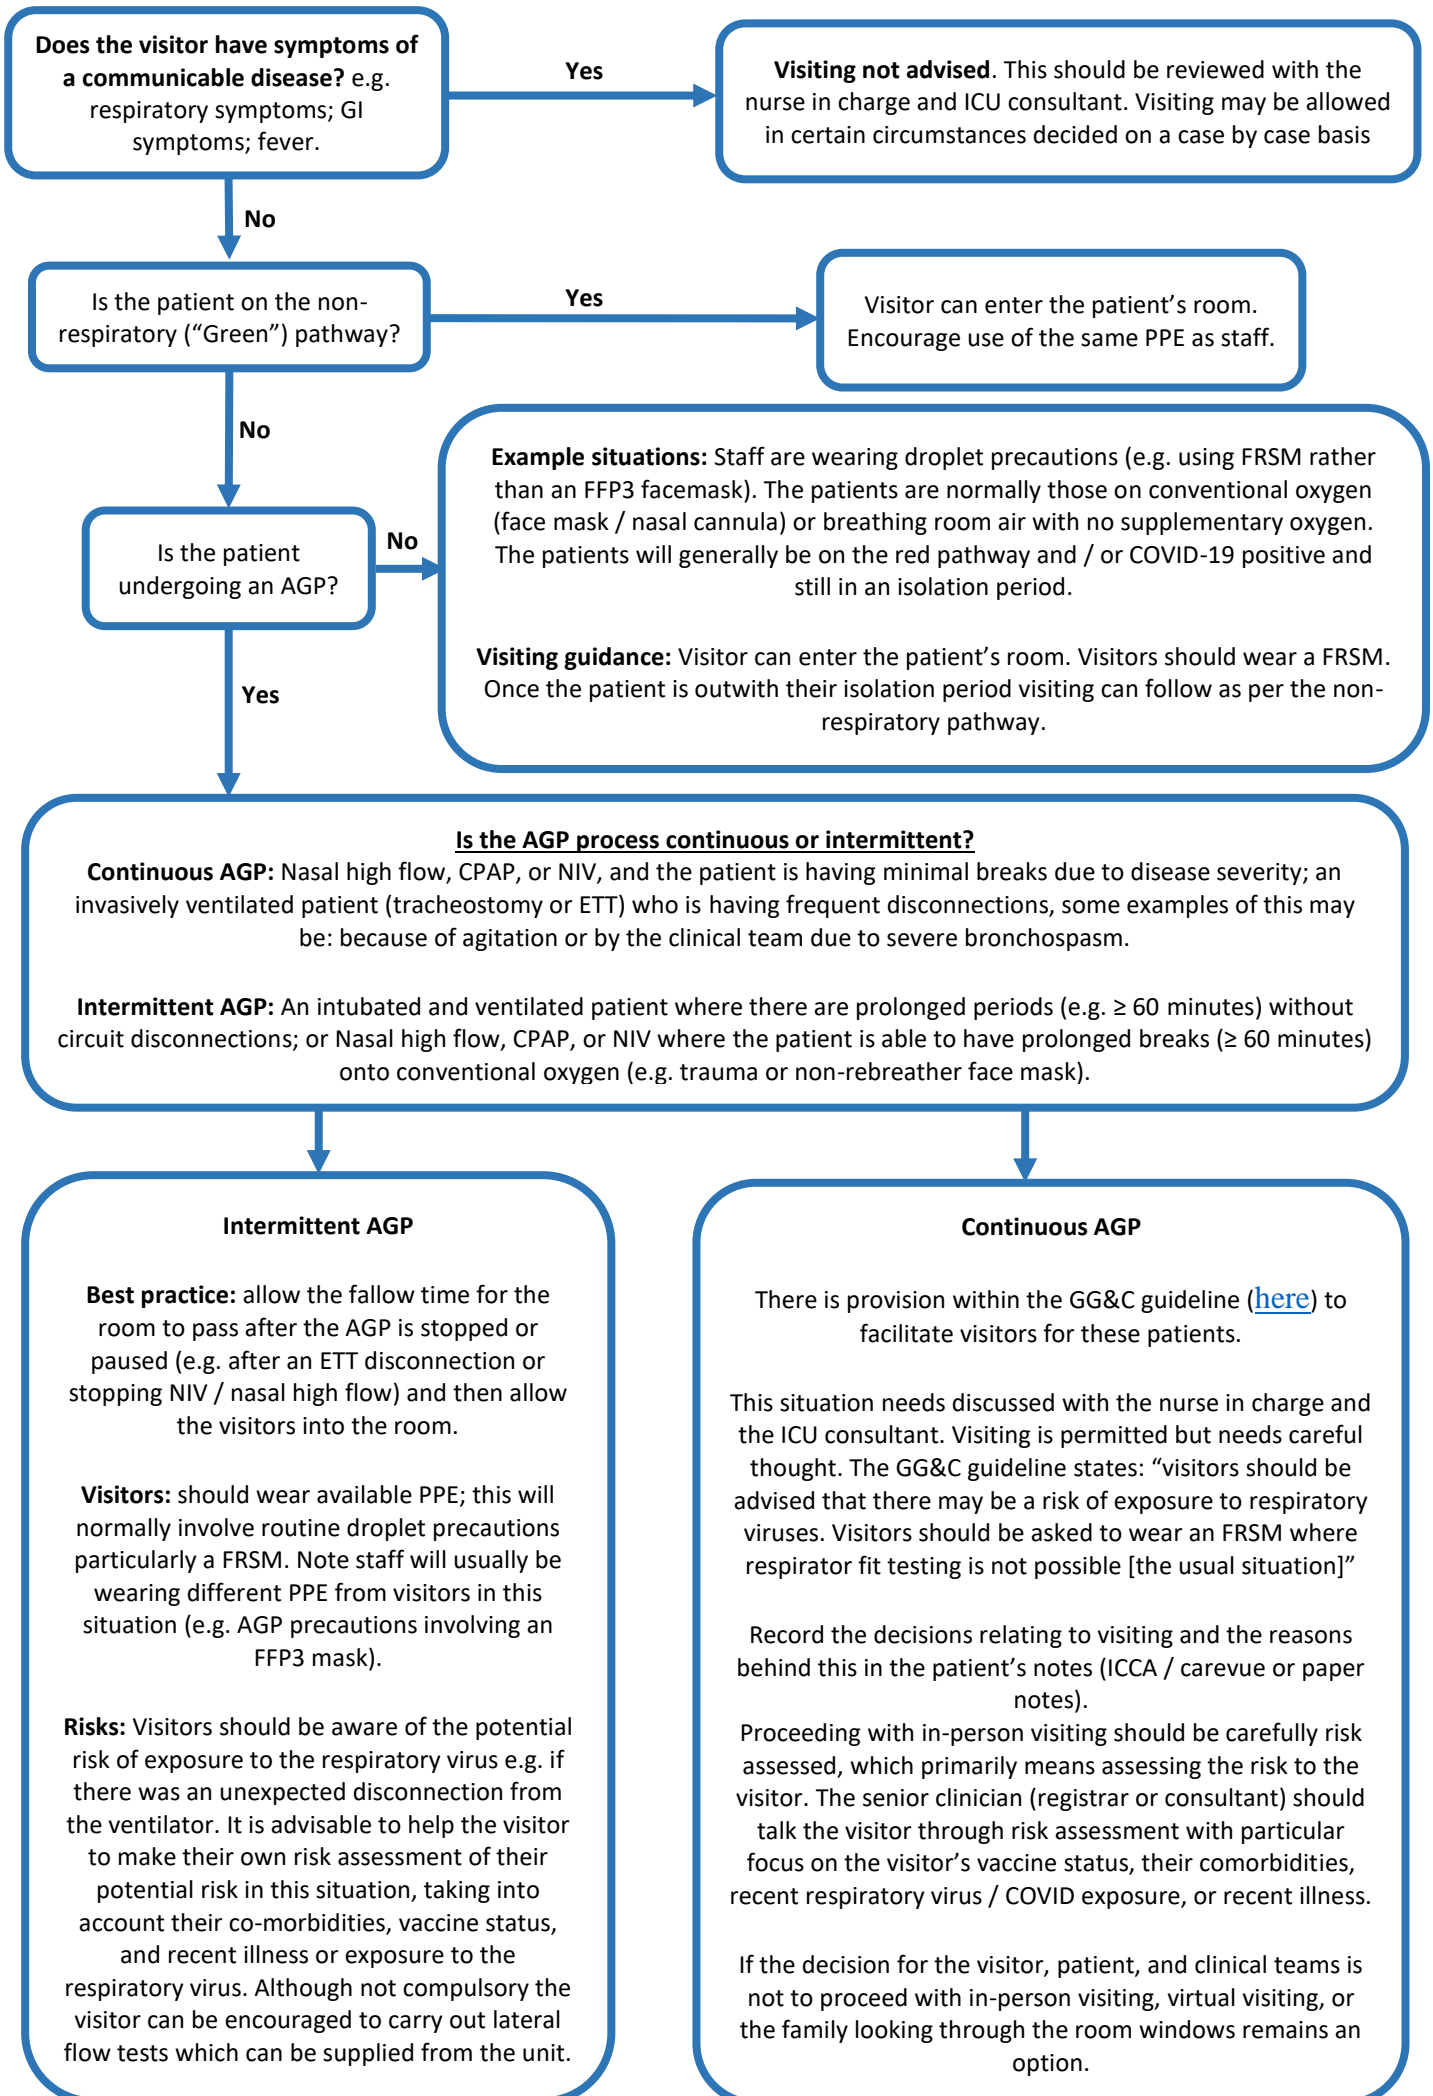 Does the visitor have symptoms of
a communicable disease? e.g.
respiratory symptoms; GI
symptoms; fever.
Yes
Visiting not advised. This should be reviewed with the
nurse in charge and ICU consultant. Visiting may be allowed
in certain circumstances decided on a case by case basis
No
Is the patient on the non-
respiratory (“Green”) pathway?
Yes
Visitor can enter the patient’s room.
Encourage use of the same PPE as staff.
No
Is the patient
undergoing an AGP?
No
Example situations: Staff are wearing droplet precautions (e.g. using FRSM rather
than an FFP3 facemask). The patients are normally those on conventional oxygen
(face mask / nasal cannula) or breathing room air with no supplementary oxygen.
The patients will generally be on the red pathway and / or COVID-19 positive and
still in an isolation period.
Visiting guidance: Visitor can enter the patient’s room. Visitors should wear a FRSM.
Once the patient is outwith their isolation period visiting can follow as per the non-
respiratory pathway.
Yes
Is the AGP process continuous or intermittent?
Continuous AGP: Nasal high flow, CPAP, or NIV, and the patient is having minimal breaks due to disease severity; an
invasively ventilated patient (tracheostomy or ETT) who is having frequent disconnections, some examples of this may
be: because of agitation or by the clinical team due to severe bronchospasm.
Intermittent AGP: An intubated and ventilated patient where there are prolonged periods (e.g. ≥ 60 minutes) without
circuit disconnections; or Nasal high flow, CPAP, or NIV where the patient is able to have prolonged breaks (≥ 60 minutes)
onto conventional oxygen (e.g. trauma or non-rebreather face mask).
Intermittent AGP
Best practice: allow the fallow time for the
room to pass after the AGP is stopped or
paused (e.g. after an ETT disconnection or
stopping NIV / nasal high flow) and then allow
the visitors into the room.
Visitors: should wear available PPE; this will
normally involve routine droplet precautions
particularly a FRSM. Note staff will usually be
wearing different PPE from visitors in this
situation (e.g. AGP precautions involving an
FFP3 mask).
Risks: Visitors should be aware of the potential
risk of exposure to the respiratory virus e.g. if
there was an unexpected disconnection from
the ventilator. It is advisable to help the visitor
to make their own risk assessment of their
potential risk in this situation, taking into
account their co-morbidities, vaccine status,
and recent illness or exposure to the
respiratory virus. Although not compulsory the
visitor can be encouraged to carry out lateral
flow tests which can be supplied from the unit.
Continuous AGP
There is provision within the GG&C guideline (here) to
facilitate visitors for these patients.
This situation needs discussed with the nurse in charge and
the ICU consultant. Visiting is permitted but needs careful
thought. The GG&C guideline states: “visitors should be
advised that there may be a risk of exposure to respiratory
viruses. Visitors should be asked to wear an FRSM where
respirator fit testing is not possible [the usual situation]”
Record the decisions relating to visiting and the reasons
behind this in the patient’s notes (ICCA / carevue or paper
notes).
Proceeding with in-person visiting should be carefully risk
assessed, which primarily means assessing the risk to the
visitor. The senior clinician (registrar or consultant) should
talk the visitor through risk assessment with particular
focus on the visitor’s vaccine status, their comorbidities,
recent respiratory virus / COVID exposure, or recent illness.
If the decision for the visitor, patient, and clinical teams is
not to proceed with in-person visiting, virtual visiting, or
the family looking through the room windows remains an
option.